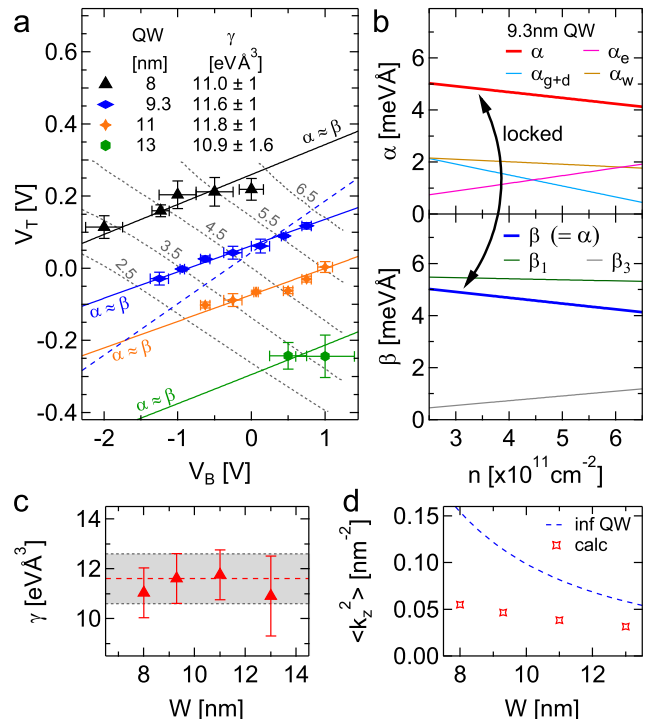 a
QW
[nm]
γ
[eVÅ³]
8 11.0 ± 1
9.3 11.6 ± 1
11 11.8 ± 1
13 10.9 ± 1.6
α ≈ β
α ≈ β
α ≈ β
α ≈ β
2.5
3.5
4.5
5.5
6.5
0.6
0.4
0.2
0.0
-0.2
-0.4
V_T [V]
-2
-1
0
1
V_B [V]
b
9.3nm QW
α α_e
α_{g+d} α_w
locked
6
4
2
0
α [meVÅ]
β (= α)
β_1 β_3
6
4
2
0
β [meVÅ]
3
4
5
6
n [x10¹¹cm⁻²]
c
14
12
10
γ [eVÅ³]
8
10
12
14
W [nm]
d
inf QW
calc
0.15
0.10
0.05
0.00
<k_z²> [nm⁻²]
8
10
12
W [nm]